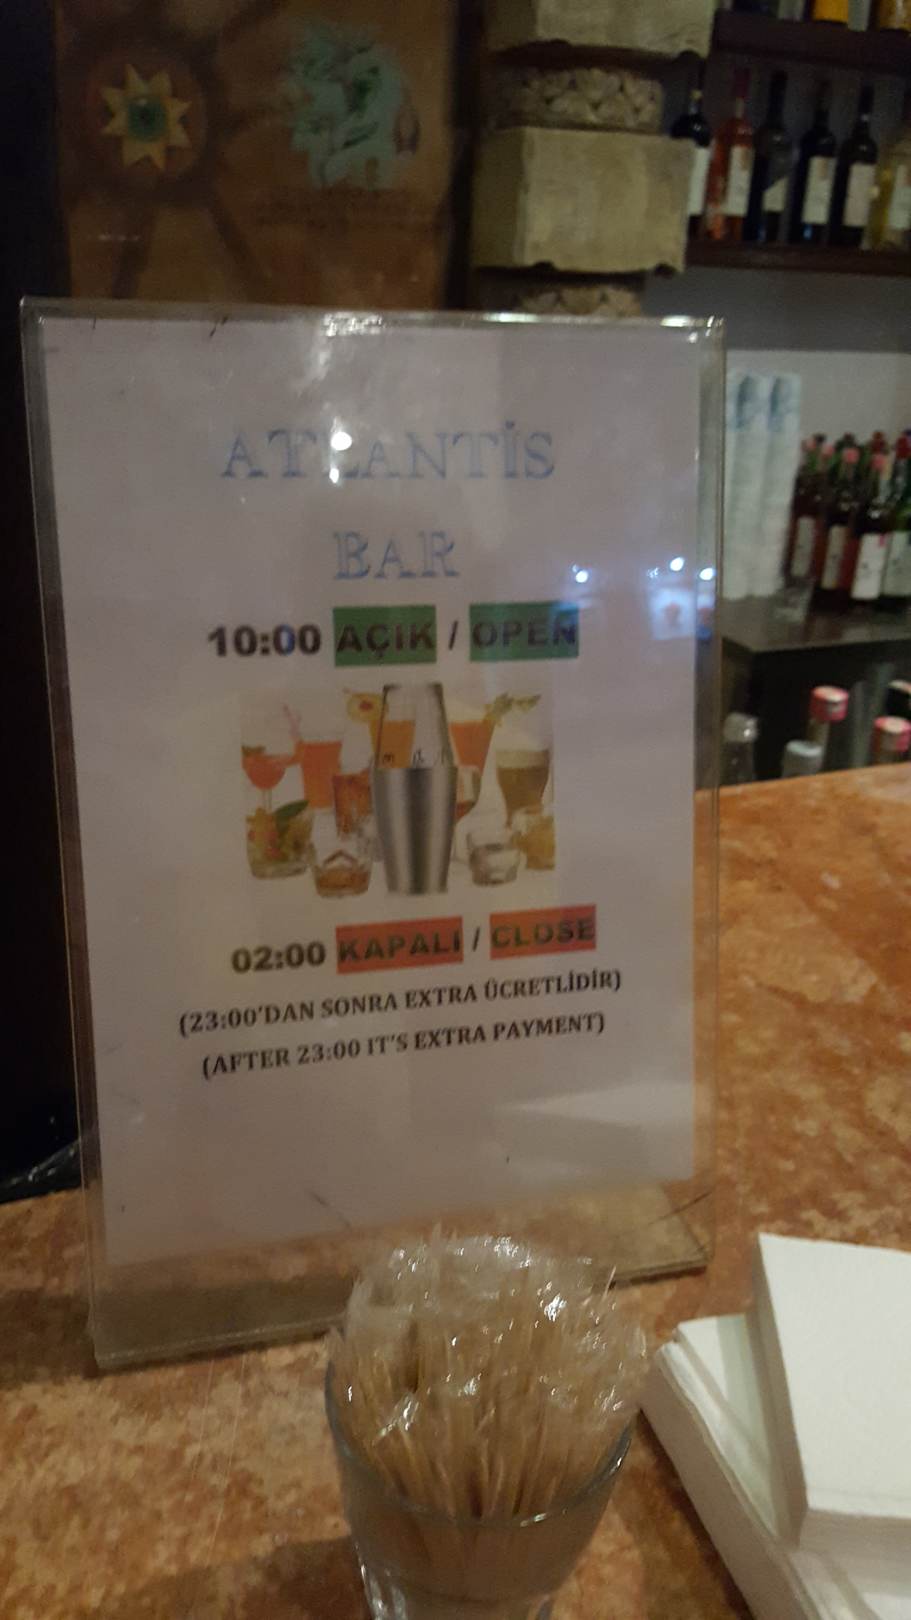 ATLANTİS
BAR
10:00 AÇIK / OPEN
02:00 KAPALI / CLOSE
(23:00'DAN SONRA EXTRA ÜCRETLİDİR)
(AFTER 23:00 IT'S EXTRA PAYMENT)